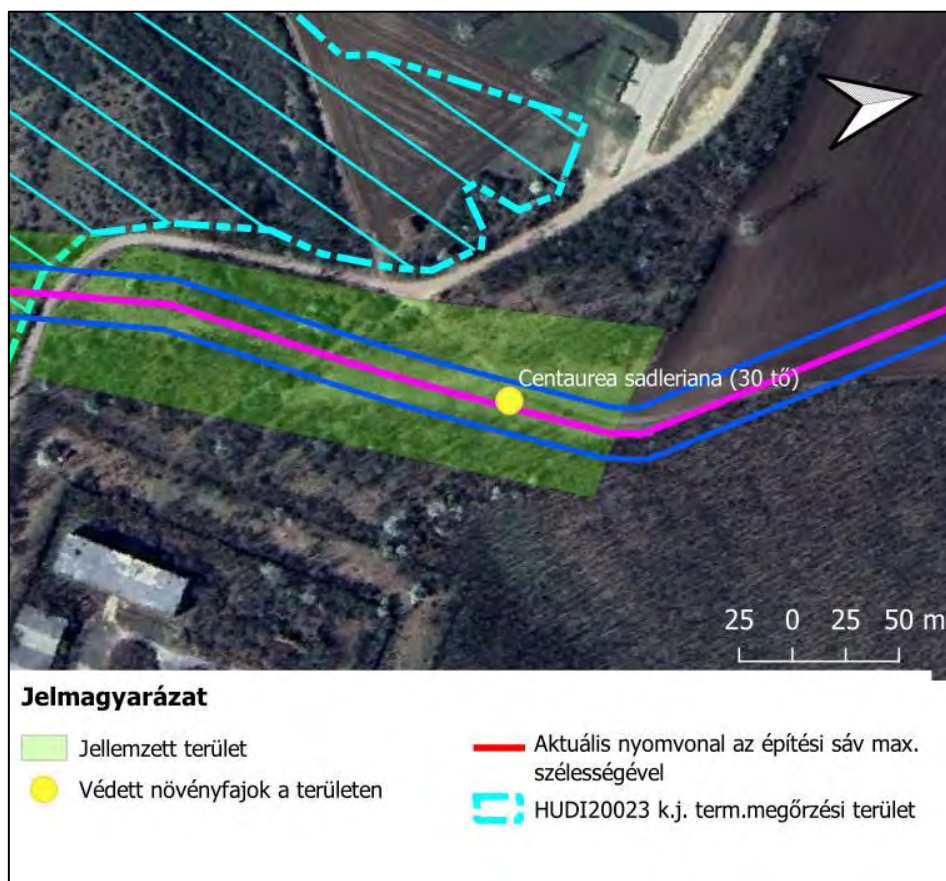 Centaurea sadleriana (30 tő)
25 0 25 50 m
Jelmagyarázat
Jellemzett terület
Védett növényfajok a területen
Aktuális nyomvonal az építési sáv max.
szélességével
HUDI20023 k.j. term.megőrzési terület